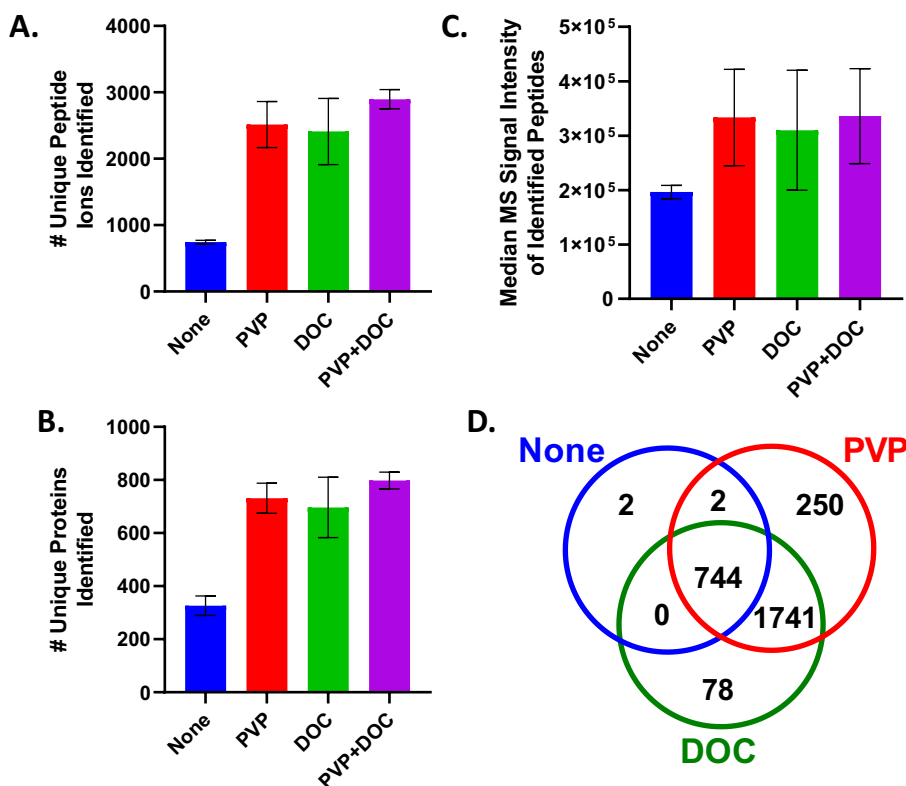 A.
# Unique Peptide
Ions Identified
4000
3000
2000
1000
0
None
PVP
DOC
PVP+DOC
C.
Median MS Signal Intensity
of Identified Peptides
5×10⁵
4×10⁵
3×10⁵
2×10⁵
1×10⁵
0
None
PVP
DOC
PVP+DOC
B.
# Unique Proteins
Identified
1000
800
600
400
200
0
None
PVP
DOC
PVP+DOC
D.
None
PVP
2
2
250
744
0
1741
78
DOC